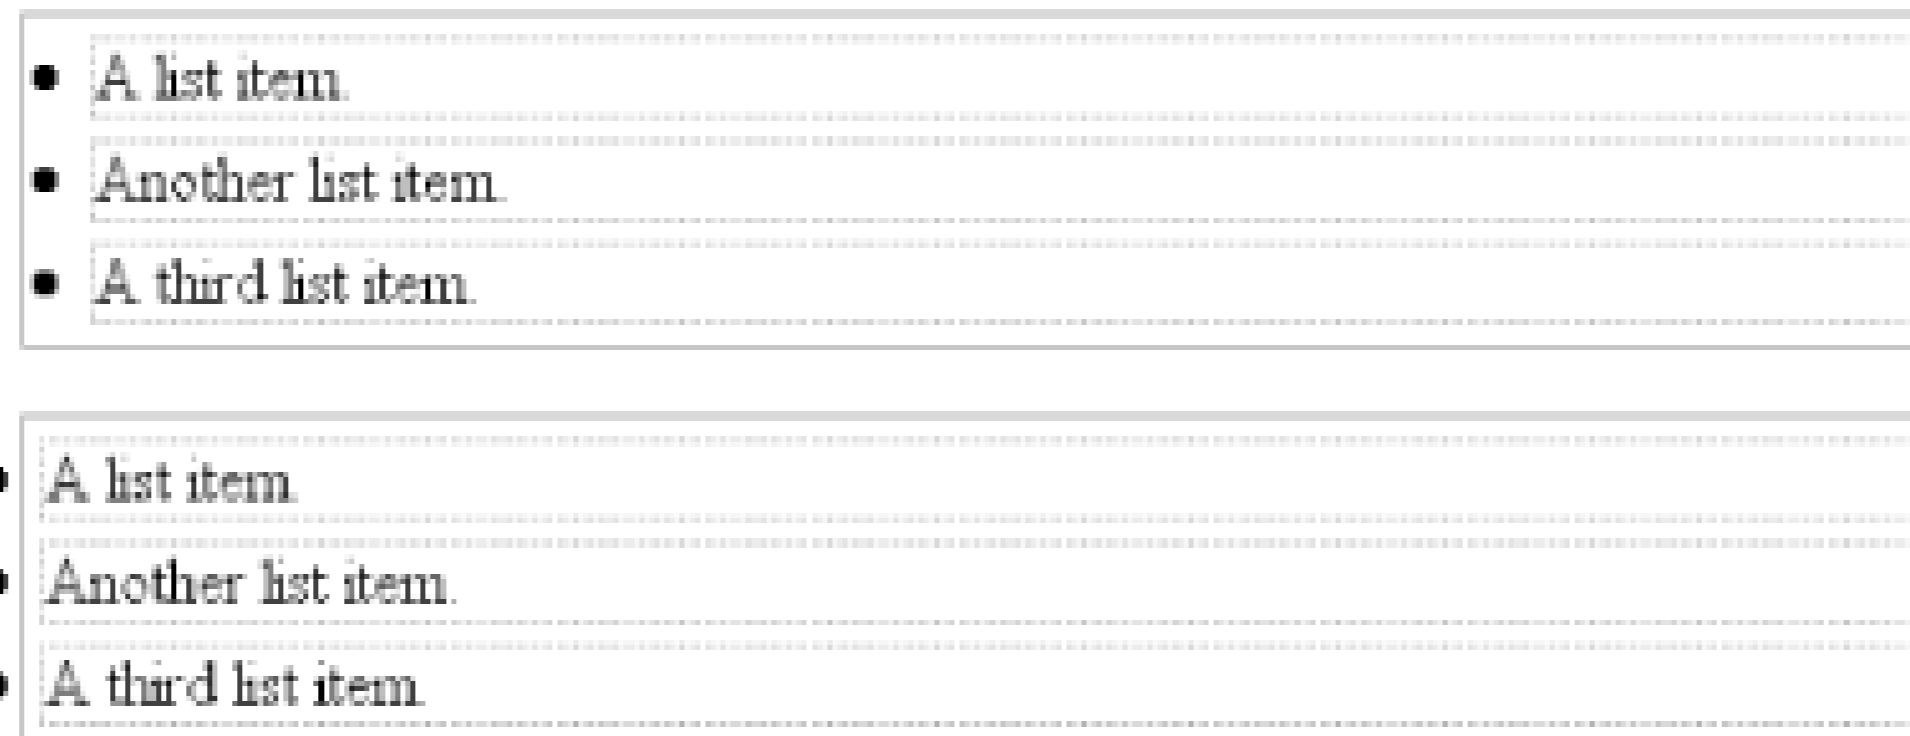 • A list item.
• Another list item.
• A third list item.
• A list item.
• Another list item.
• A third list item.